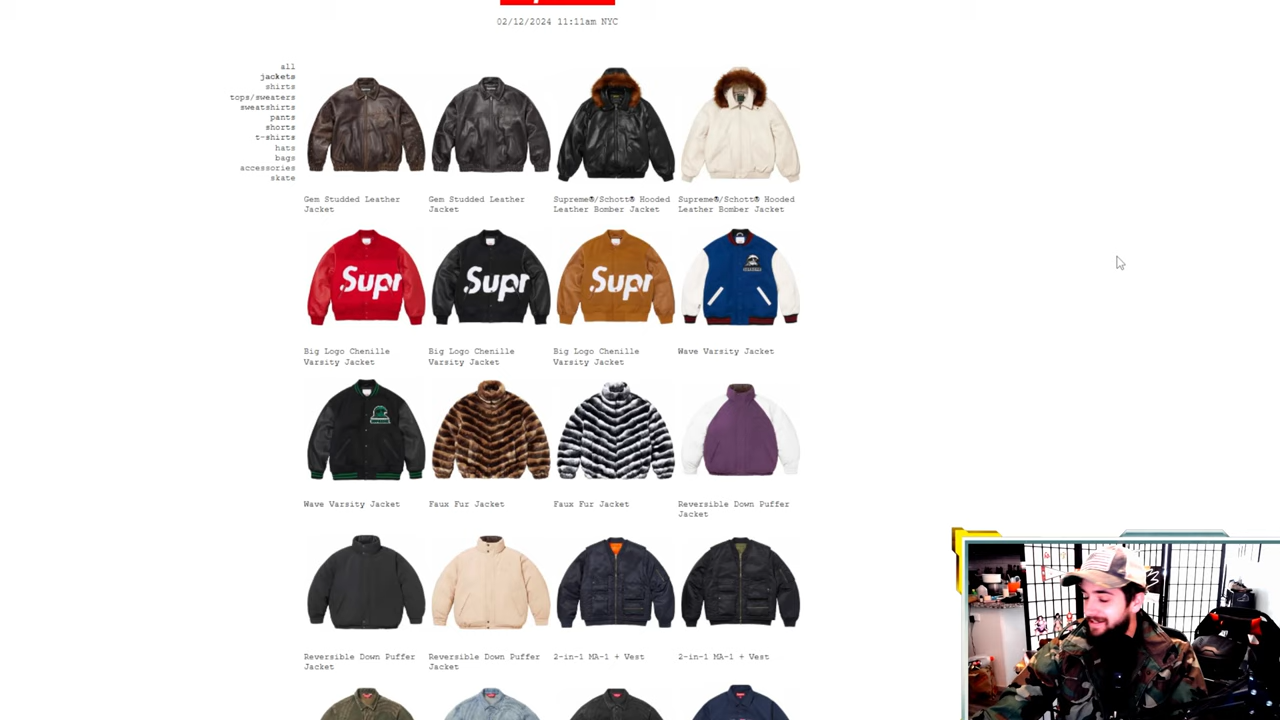 02/12/2024 11:11am NYC
all
jackets
shirts
tops/sweaters
sweatshirts
pants
shorts
t-shirts
hats
bags
accessories
skate
Gem Studded Leather
Jacket
Gem Studded Leather
Jacket
Supreme®/Schott® Hooded
Leather Bomber Jacket
Supreme®/Schott® Hooded
Leather Bomber Jacket
Supr
Supr
Supr
Big Logo Chenille
Varsity Jacket
Big Logo Chenille
Varsity Jacket
Big Logo Chenille
Varsity Jacket
Wave Varsity Jacket
Wave Varsity Jacket
Faux Fur Jacket
Faux Fur Jacket
Reversible Down Puffer
Jacket
Reversible Down Puffer
Jacket
Reversible Down Puffer
Jacket
2-in-1 MA-1 + Vest
2-in-1 MA-1 + Vest